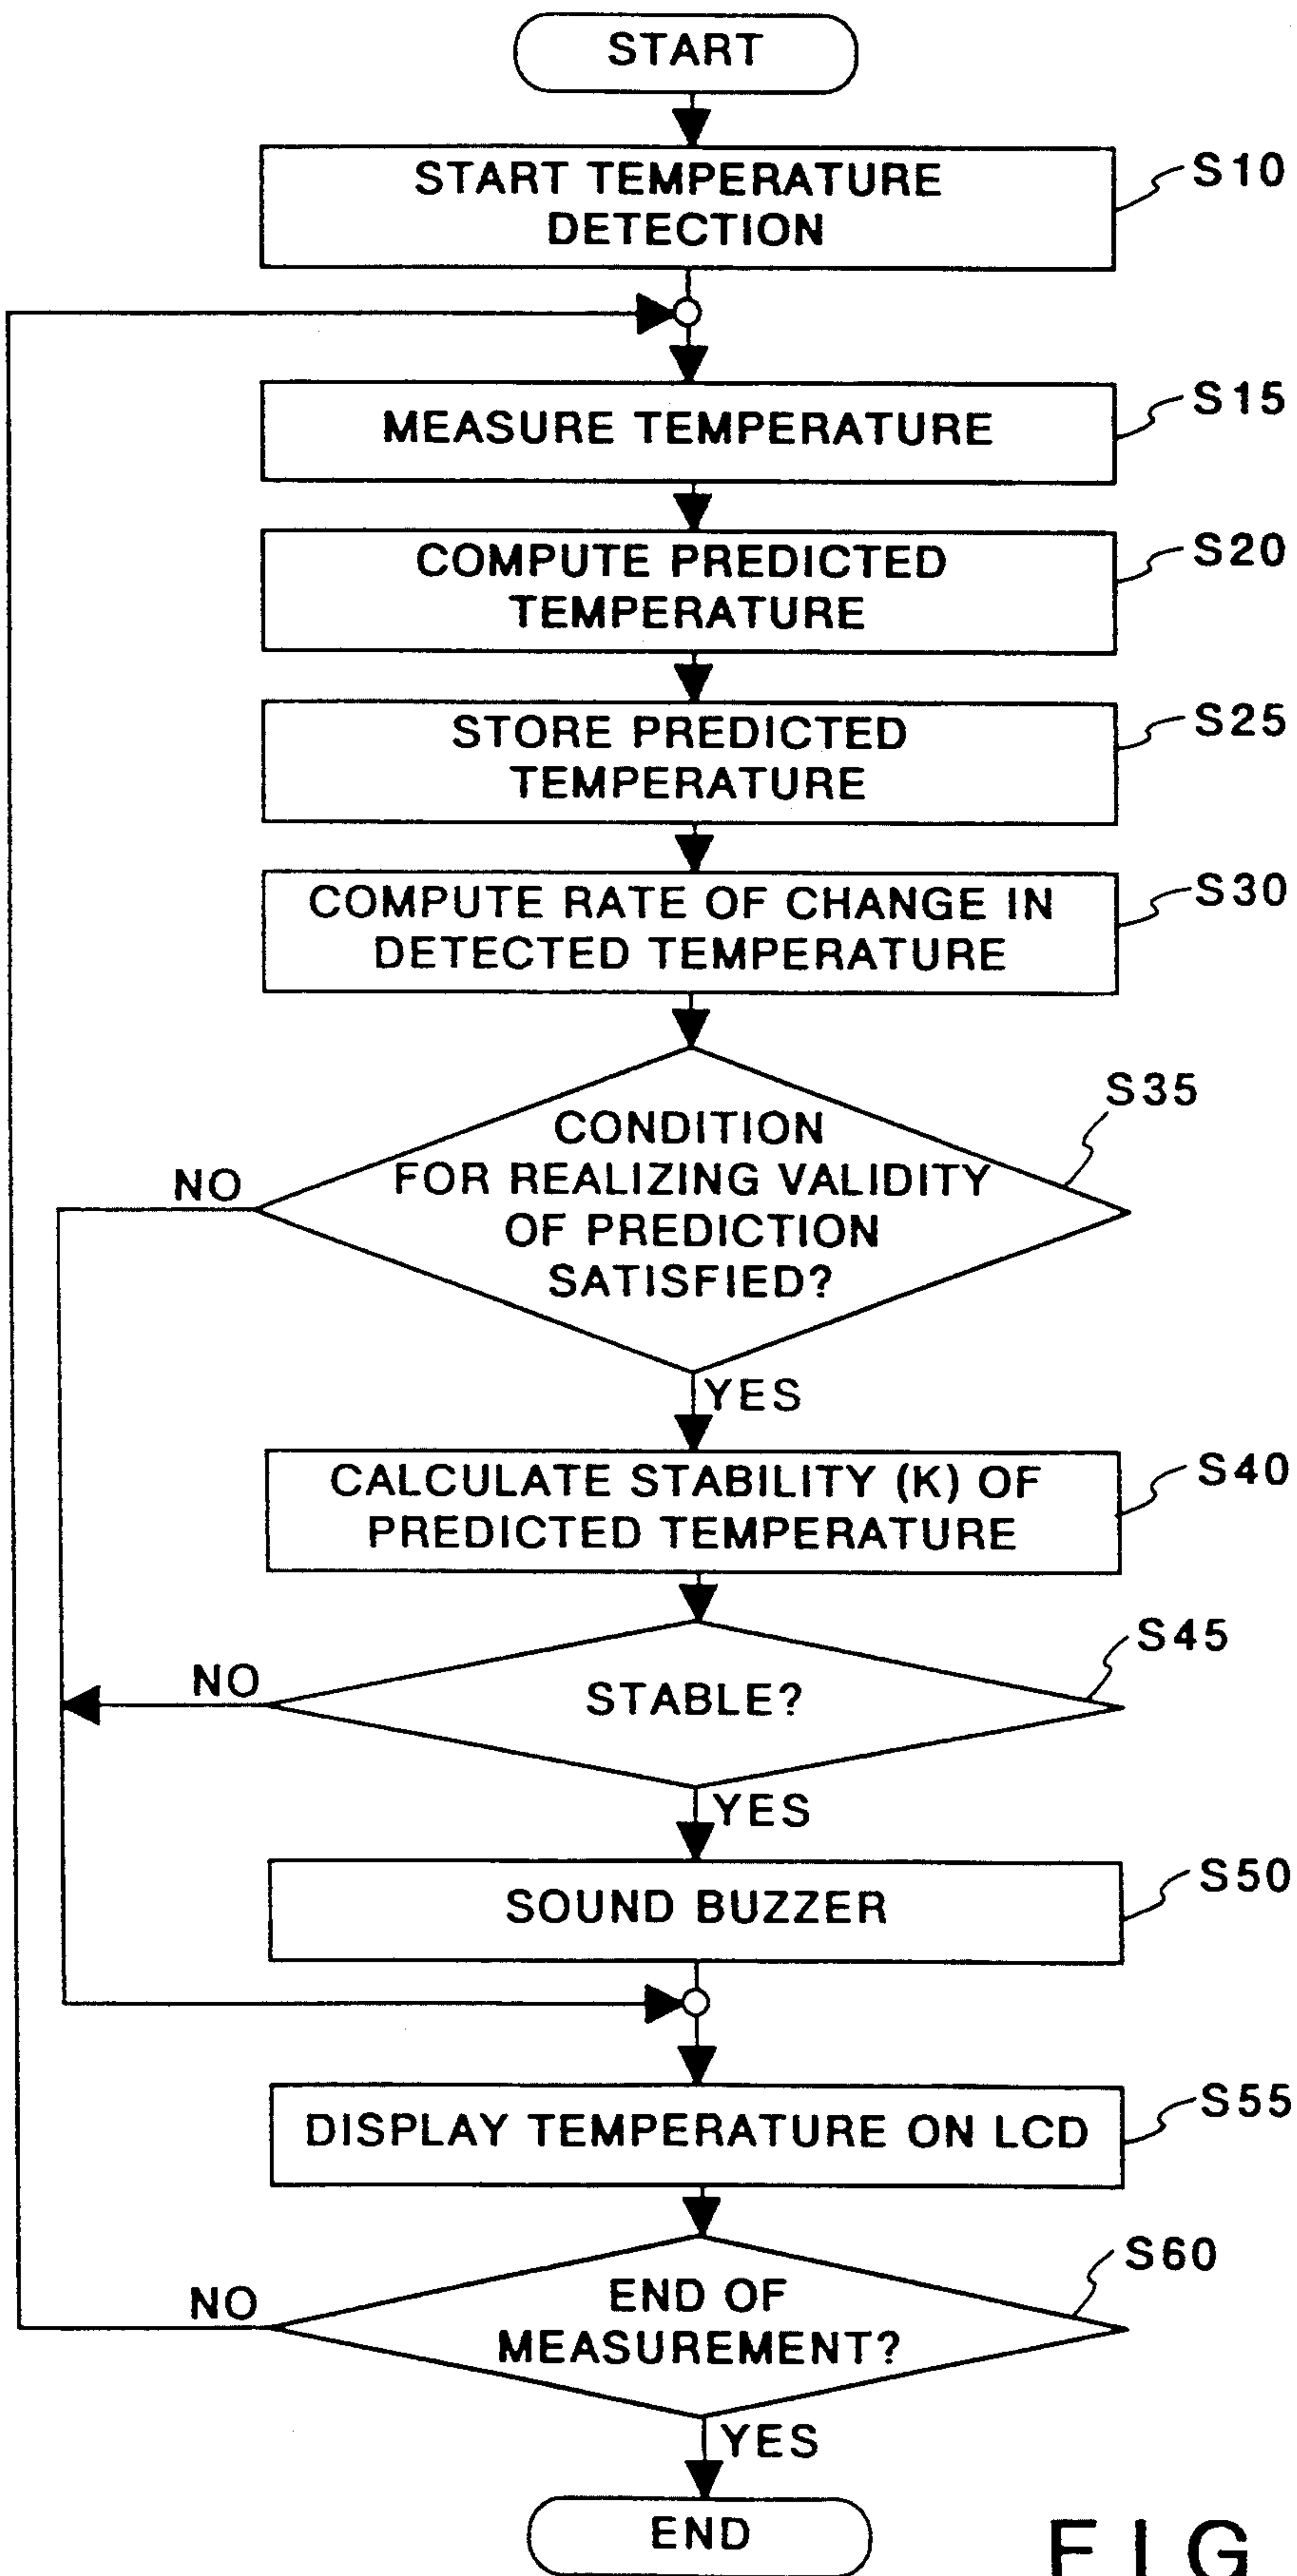 START
START TEMPERATURE
DETECTION
S10
MEASURE TEMPERATURE
S15
COMPUTE PREDICTED
TEMPERATURE
S20
STORE PREDICTED
TEMPERATURE
S25
COMPUTE RATE OF CHANGE IN
DETECTED TEMPERATURE
S30
CONDITION
FOR REALIZING VALIDITY
OF PREDICTION
SATISFIED?
S35
NO
YES
CALCULATE STABILITY (K) OF
PREDICTED TEMPERATURE
S40
STABLE?
S45
NO
YES
SOUND BUZZER
S50
DISPLAY TEMPERATURE ON LCD
S55
END OF
MEASUREMENT?
S60
NO
YES
END
FIG